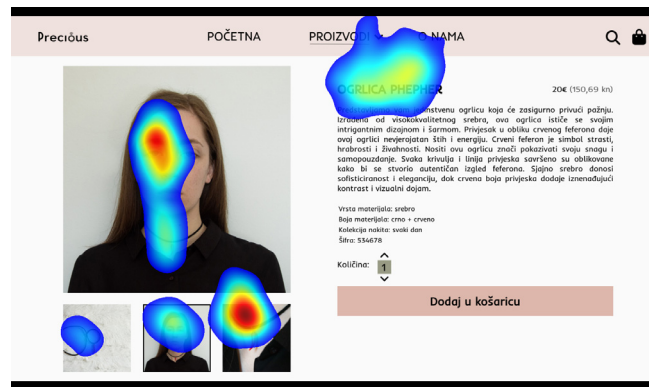 Precious
POČETNA
PROIZVODI
O NAMA
OGRLICA PHEPHER
20€ (150,69 kn)
instvenu ogrlicu koja će zasigurno privući pažnju.
Izrađena od visokokvalitetnog srebra, ova ogrlica ističe se svojim
intrigantnim dizajnom i šarmom. Privjesak u obliku crvenog feferona daje
ovoj ogrlici nevjerojatan štih i energiju. Crveni feferon je simbol strasti,
hrabrosti i živahnosti. Nositi ovu ogrlicu znači pokazivati svoju snagu i
samopouzdanje. Svaka krivulja i linija privjeska savršeno su oblikovane
kako bi se stvorio autentičan izgled feferona. Sjajno srebro donosi
sofisticiranost i eleganciju, dok crvena boja privjeska dodaje iznenađujući
kontrast i vizualni dojam.
Vrsta materijala: srebro
Boja materijala: crno + crveno
Kolekcija nakita: svaki dan
Šifra: 534678
Količina:
1
Dodaj u košaricu